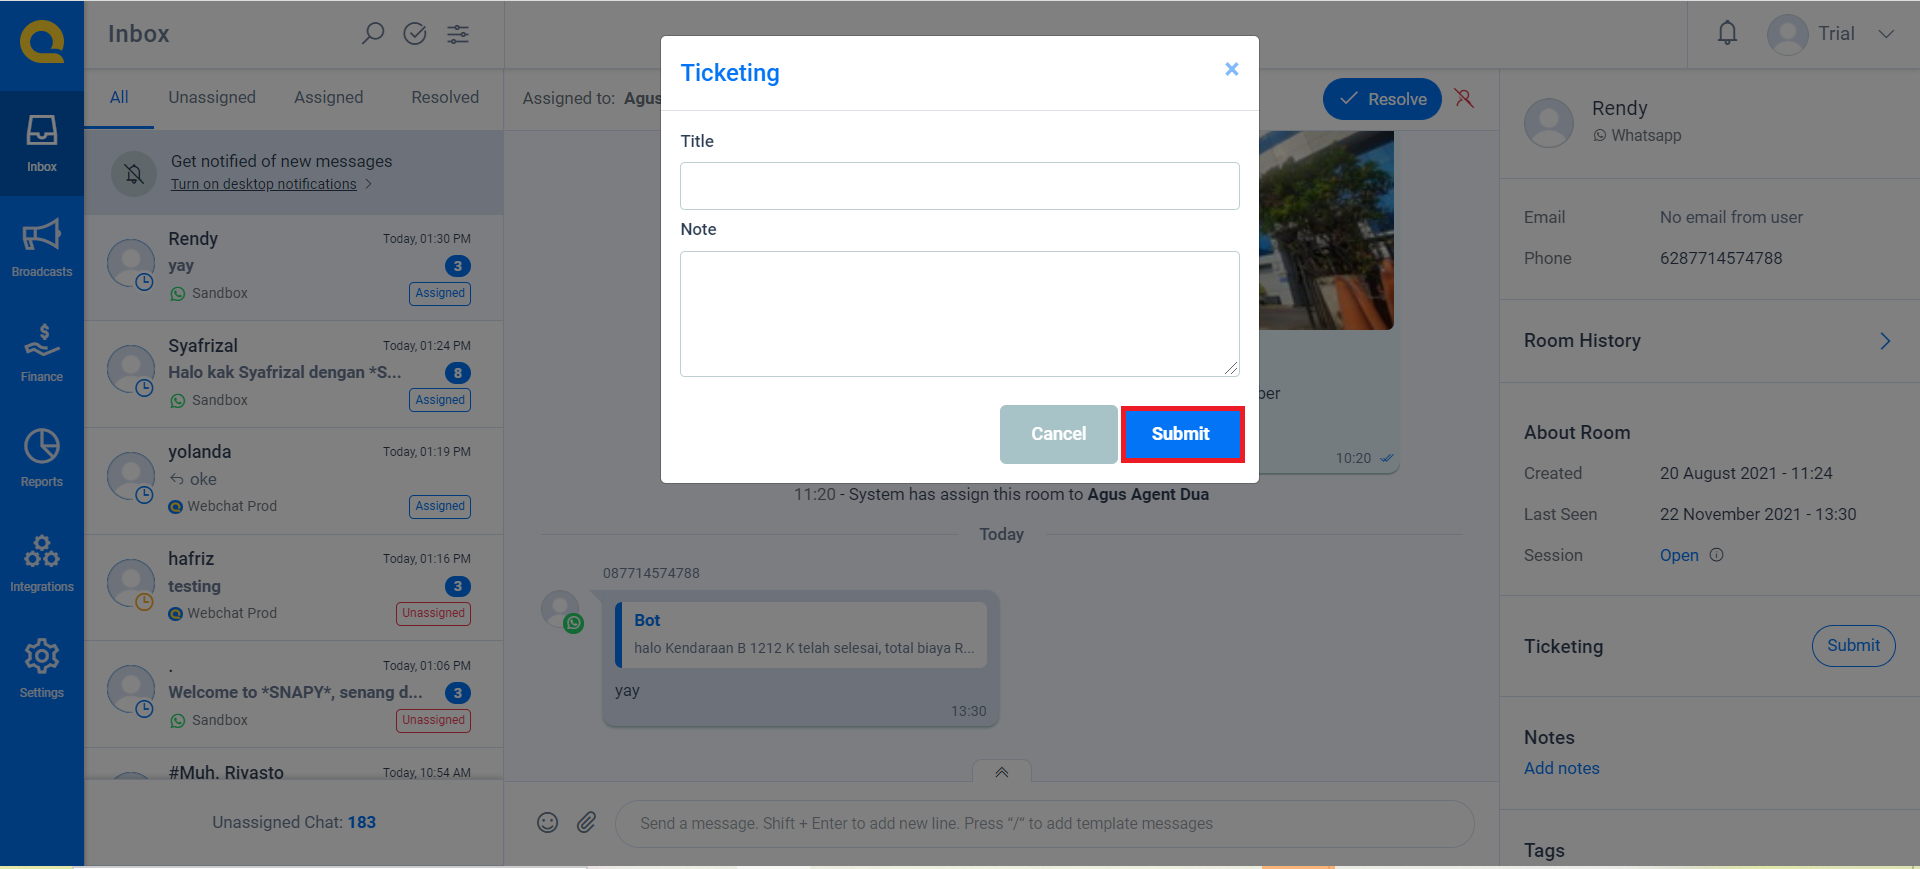 Inbox
Trial
Inbox
Broadcasts
Finance
Reports
Integrations
Settings
All
Unassigned
Assigned
Resolved
Get notified of new messages
Turn on desktop notifications
Rendy
Today, 01:30 PM
yay
3
Sandbox
Assigned
Syafrizal
Today, 01:24 PM
Halo kak Syafrizal dengan *S...
8
Sandbox
Assigned
yolanda
Today, 01:19 PM
oke
Webchat Prod
Assigned
hafriz
Today, 01:16 PM
testing
3
Webchat Prod
Unassigned
.
Today, 01:06 PM
Welcome to *SNAPY*, senang d...
3
Sandbox
Unassigned
#Muh. Rivasto
Today, 10:54 AM
Unassigned Chat: 183
Assigned to: Agus
Resolve
Ticketing
×
Title
Note
Cancel
Submit
ber
10:20
11:20 - System has assign this room to Agus Agent Dua
Today
087714574788
Bot
halo Kendaraan B 1212 K telah selesai, total biaya R...
yay
13:30
Send a message. Shift + Enter to add new line. Press "/" to add template messages
Rendy
Whatsapp
Email
No email from user
Phone
6287714574788
Room History
About Room
Created
20 August 2021 - 11:24
Last Seen
22 November 2021 - 13:30
Session
Open
Ticketing
Submit
Notes
Add notes
Tags